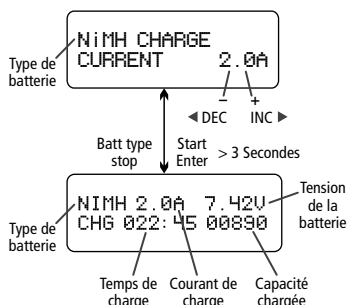 NiMH CHARGE
CURRENT 2.0A
Type de
batterie
– +
◀ DEC INC ▶
Batt type
stop
Start
Enter
> 3 Secondes
NIMH 2.0A 7.42V
CHG 022:45 00890
Tension
de la
batterie
Type de
batterie
Temps de
charge
Courant de
charge
Capacité
chargée